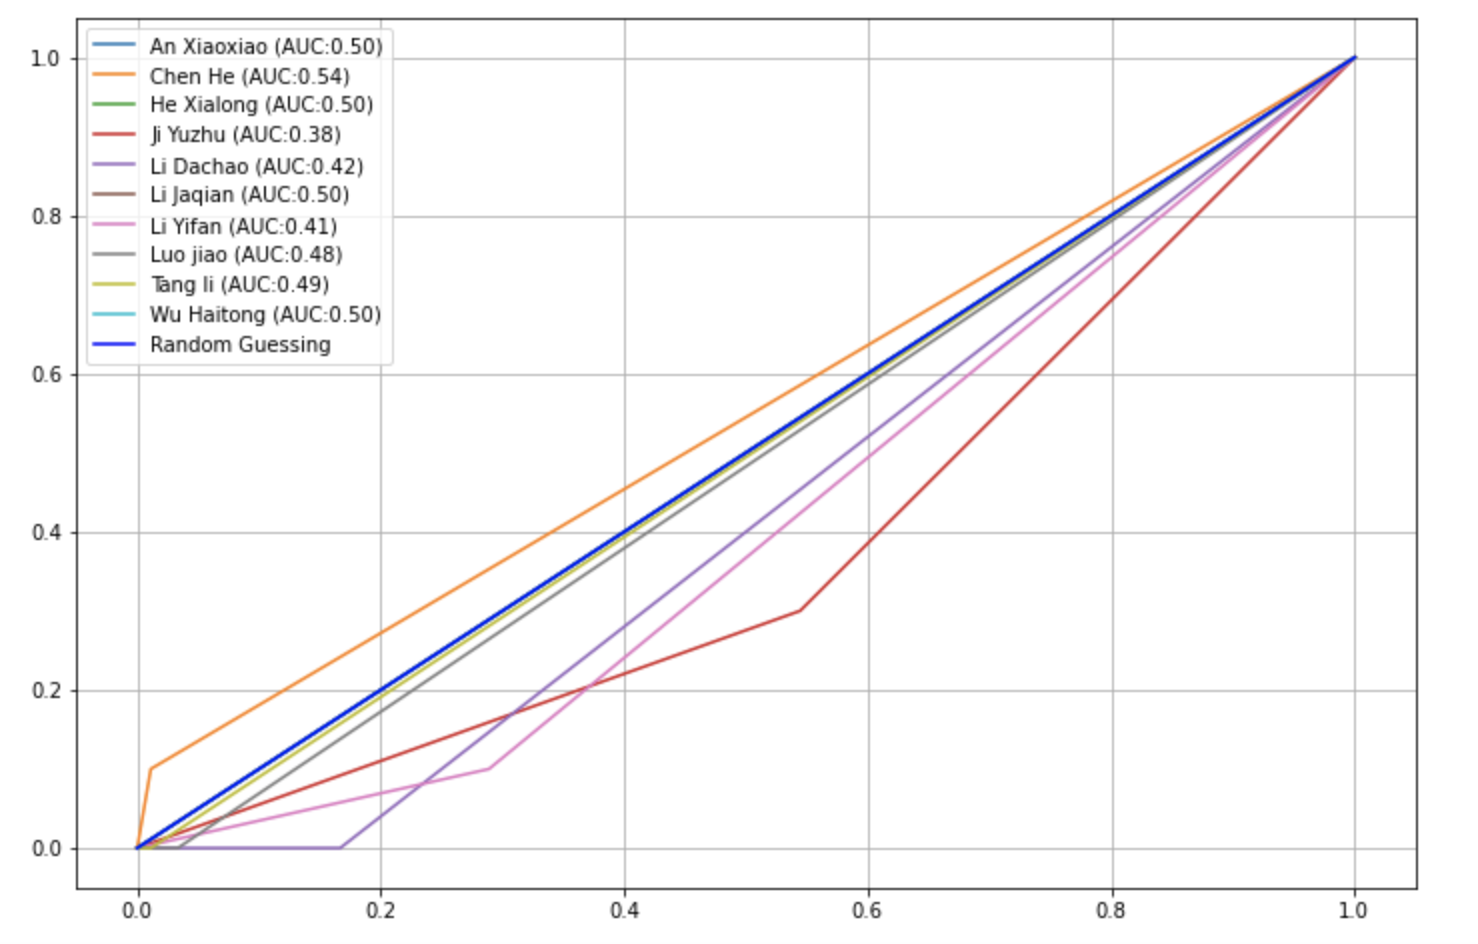 An Xiaoxiao (AUC:0.50)
Chen He (AUC:0.54)
He Xialong (AUC:0.50)
Ji Yuzhu (AUC:0.38)
Li Dachao (AUC:0.42)
Li Jaqian (AUC:0.50)
Li Yifan (AUC:0.41)
Luo jiao (AUC:0.48)
Tang li (AUC:0.49)
Wu Haitong (AUC:0.50)
Random Guessing
1.0
0.8
0.6
0.4
0.2
0.0
0.0 0.2 0.4 0.6 0.8 1.0